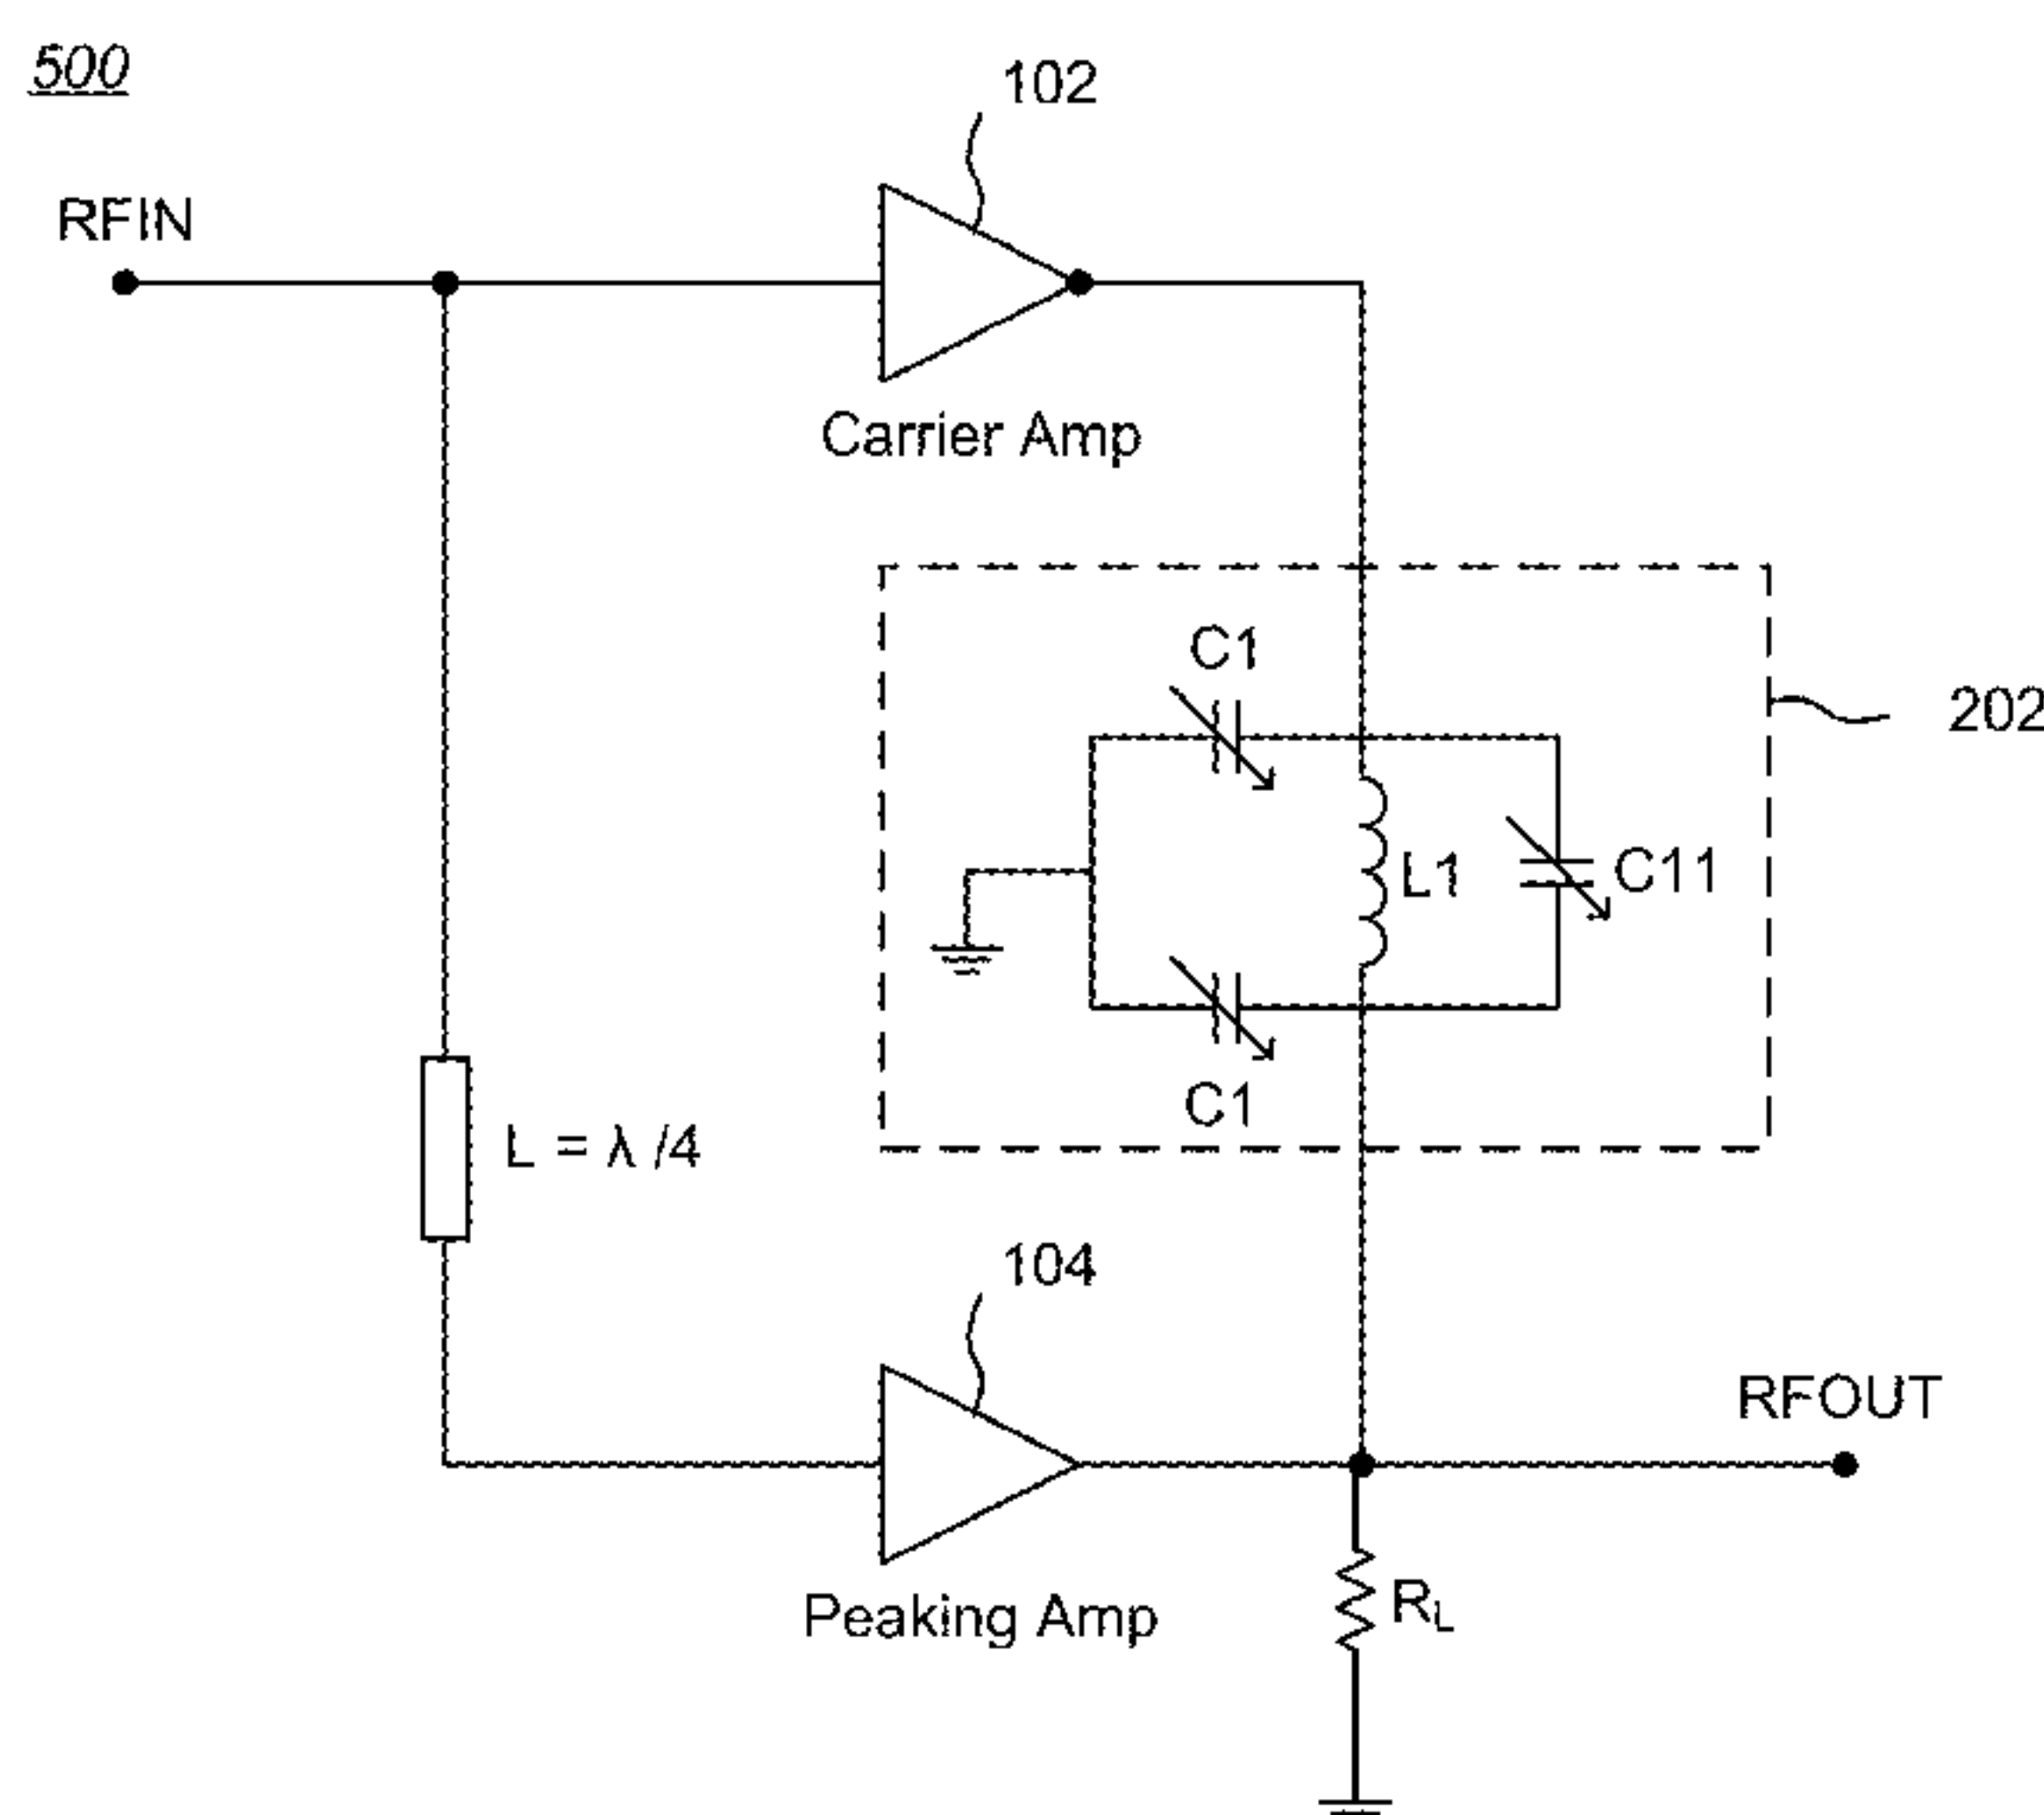 500
102
RFIN
Carrier Amp
C1
202
L1
C11
C1
L = λ /4
104
RFOUT
Peaking Amp
RL